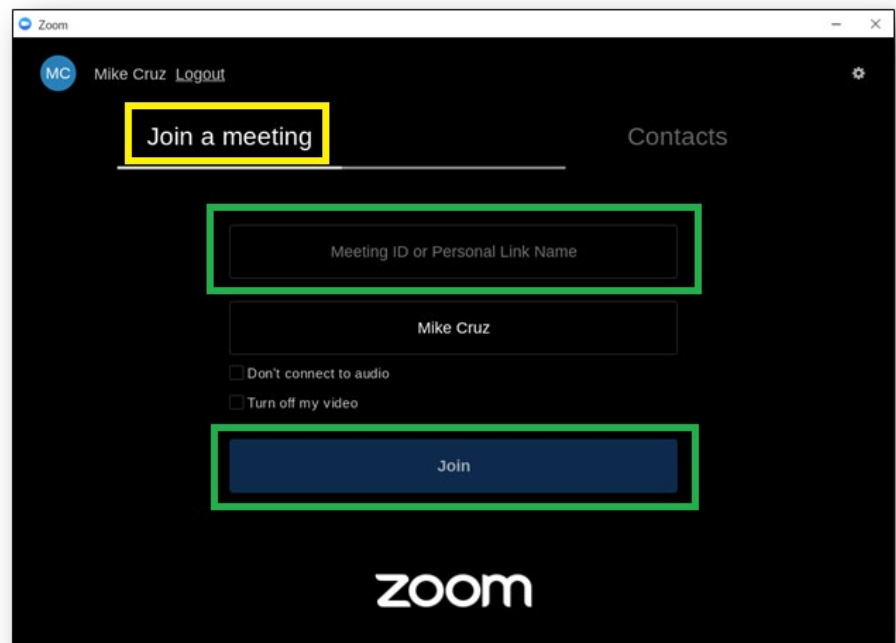 Zoom
MC Mike Cruz Logout
Join a meeting Contacts
Meeting ID or Personal Link Name
Mike Cruz
Don't connect to audio
Turn off my video
Join
zoom